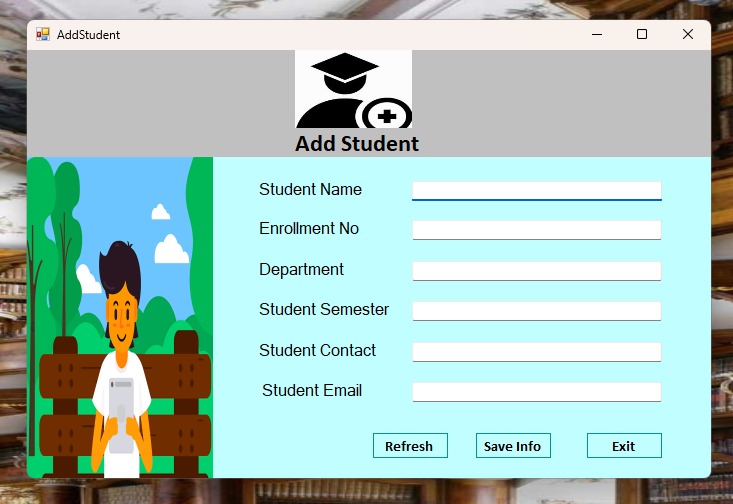 AddStudent
Add Student
Student Name
Enrollment No
Department
Student Semester
Student Contact
Student Email
Refresh
Save Info
Exit